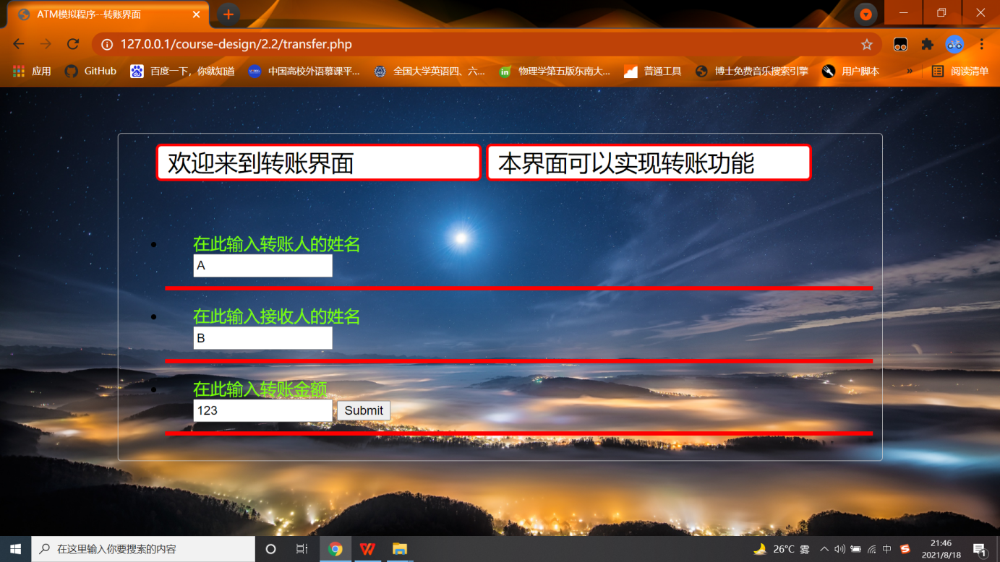 ATM模拟程序--转账界面
127.0.0.1/course-design/2.2/transfer.php
应用 GitHub 百度一下，你就知道 中国高校外语慕课平... 全国大学英语四、六... 物理学第五版东南大... 普通工具 博士免费音乐搜索引擎 用户脚本 » 阅读清单
欢迎来到转账界面 本界面可以实现转账功能
在此输入转账人的姓名
A
在此输入接收人的姓名
B
在此输入转账金额
123 Submit
在这里输入你要搜索的内容 26°C 雾 中 21:46
2021/8/18 1